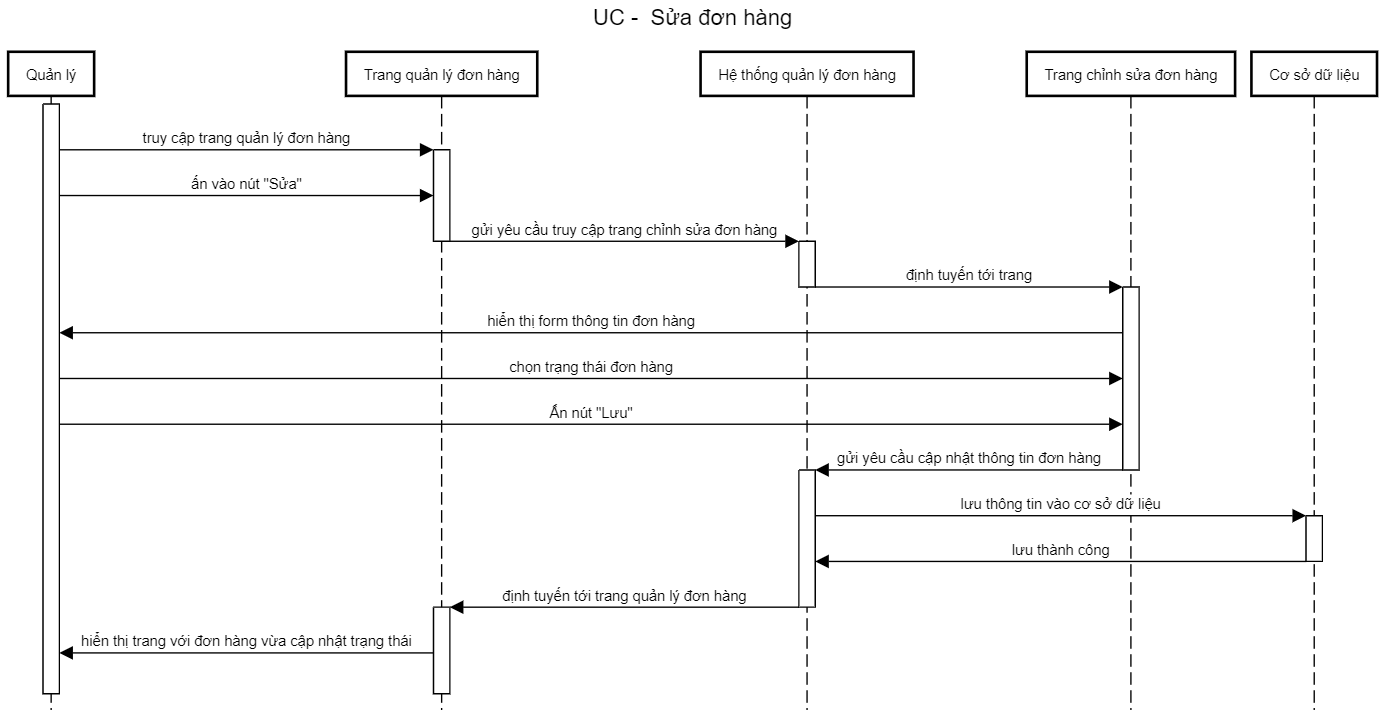 UC -  Sửa đơn hàng
Quản lý
Trang quản lý đơn hàng
Hệ thống quản lý đơn hàng
Trang chỉnh sửa đơn hàng
Cơ sở dữ liệu
truy cập trang quản lý đơn hàng
ấn vào nút "Sửa"
gửi yêu cầu truy cập trang chỉnh sửa đơn hàng
định tuyến tới trang
hiển thị form thông tin đơn hàng
chọn trạng thái đơn hàng
Ấn nút "Lưu"
gửi yêu cầu cập nhật thông tin đơn hàng
lưu thông tin vào cơ sở dữ liệu
lưu thành công
định tuyến tới trang quản lý đơn hàng
hiển thị trang với đơn hàng vừa cập nhật trạng thái